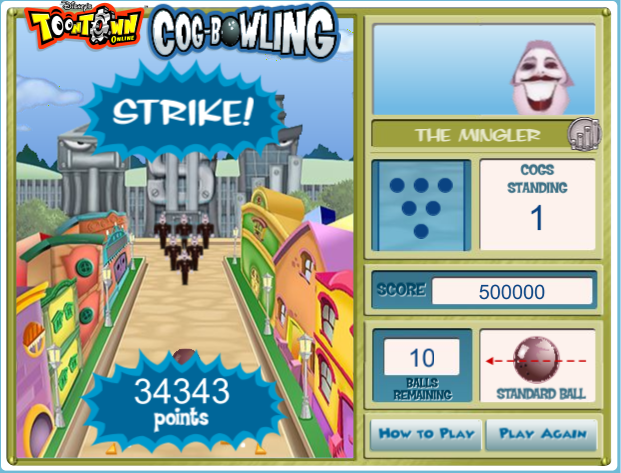 Disney's
TOONTOWN
ONLINE
COG-BOWLING
STRIKE!
34343
points
THE MINGLER
COGS
STANDING
1
SCORE 500000
10
BALLS
REMAINING
STANDARD BALL
HOW TO PLAY
PLAY AGAIN